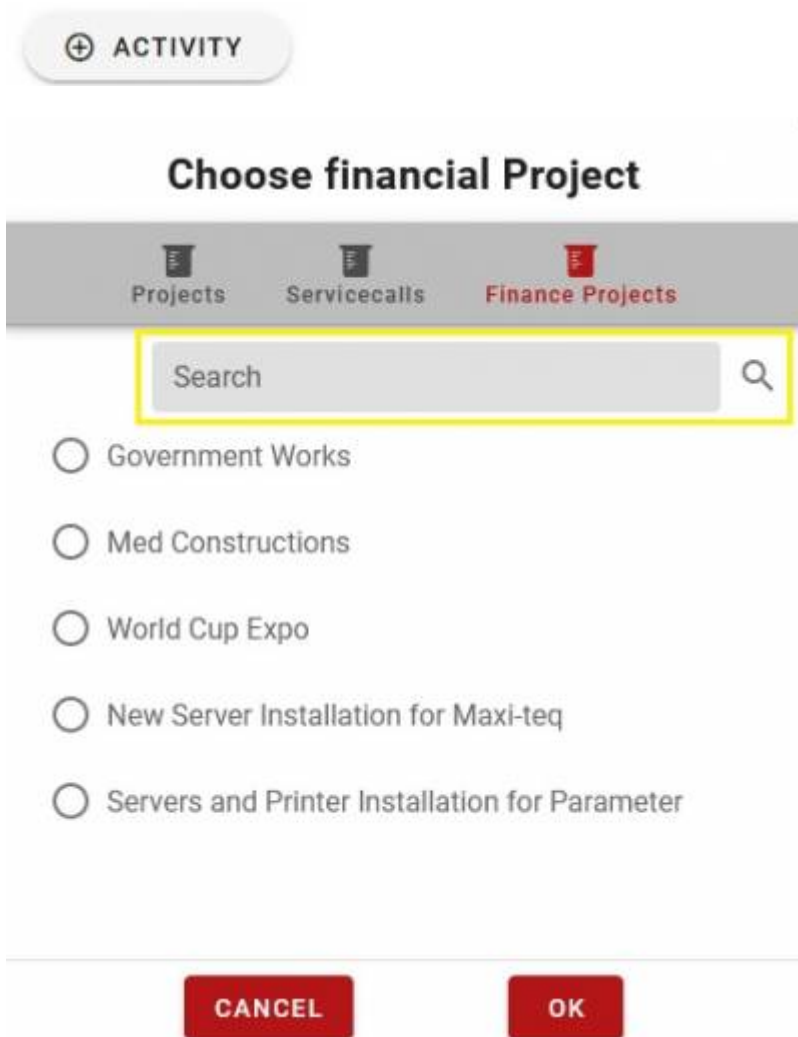 ACTIVITY
Choose financial Project
Projects Servicecalls Finance Projects
Search
Government Works
Med Constructions
World Cup Expo
New Server Installation for Maxi-teq
Servers and Printer Installation for Parameter
CANCEL OK